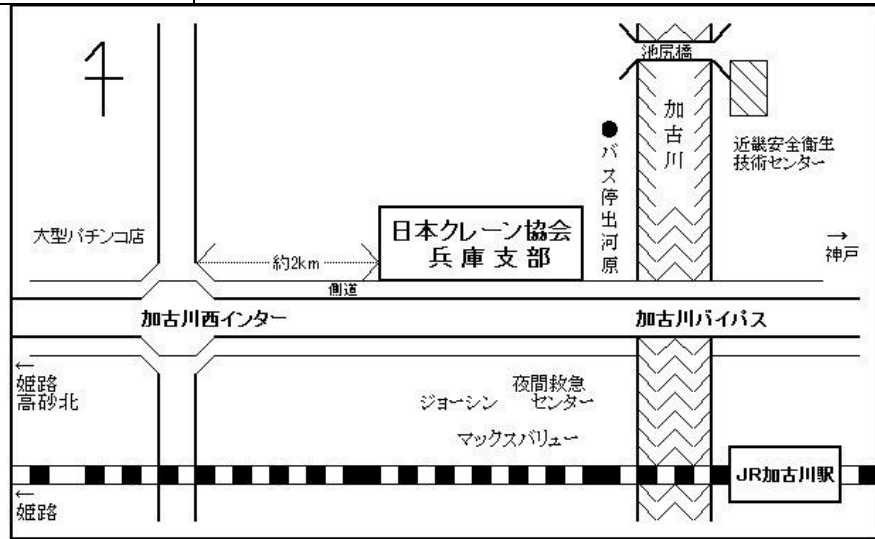 池尻橋
加古川
近畿安全衛生
技術センター
バス停出河原
大型パチンコ店
日本クレーン協会
兵庫支部
→
神戸
約2km
側道
加古川西インター
加古川バイパス
←
姫路
高砂北
夜間救急
センター
ジョーシン
マックスバリュー
JR加古川駅
←
姫路